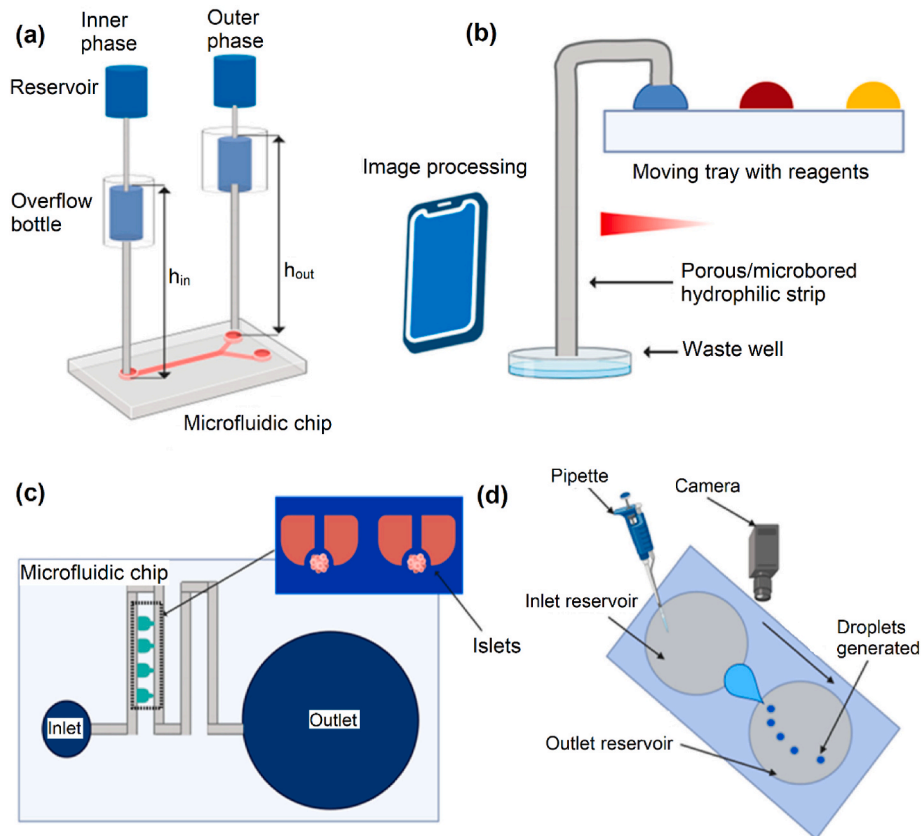 (a)
Inner
phase
Outer
phase
Reservoir
Overflow
bottle
hin
hout
Microfluidic chip
(b)
Image processing
Moving tray with reagents
Porous/microbored
hydrophilic strip
Waste well
(c)
Microfluidic chip
Islets
Inlet
Outlet
(d)
Pipette
Camera
Inlet reservoir
Droplets
generated
Outlet reservoir